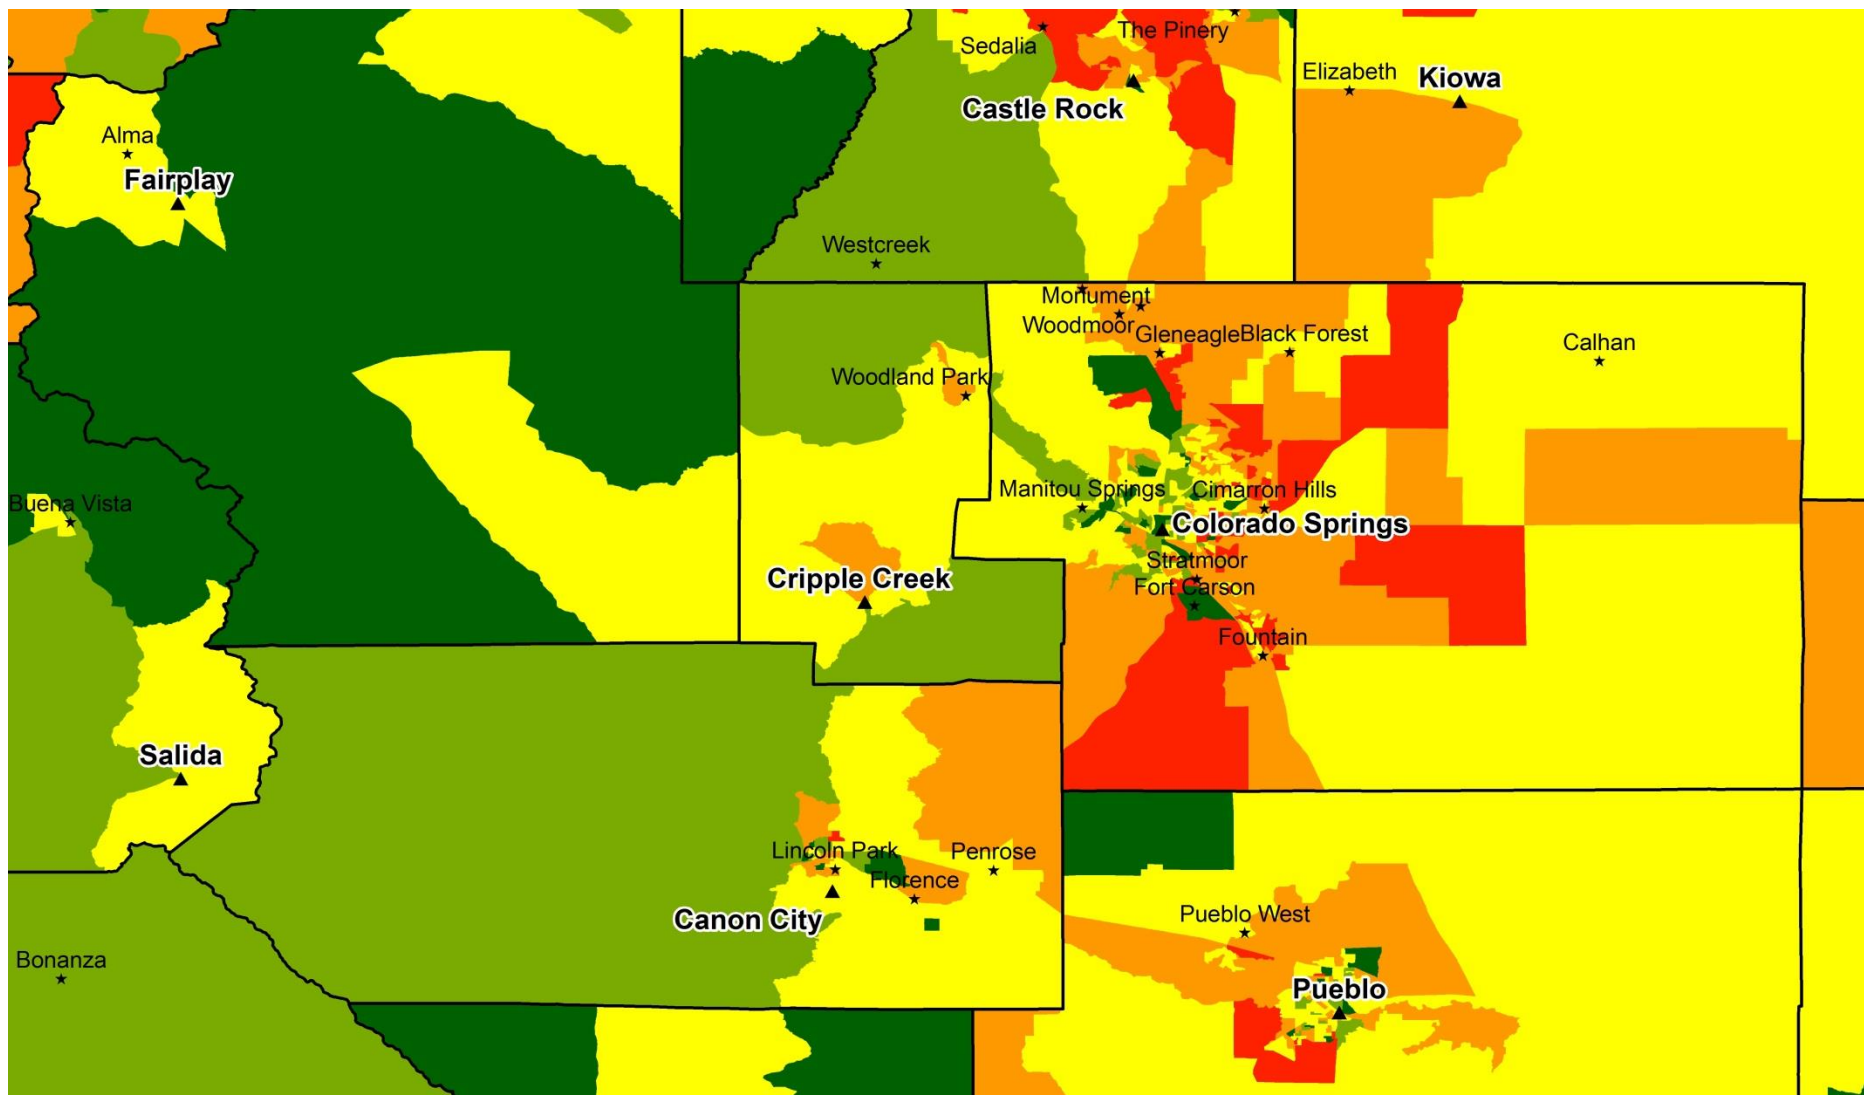 The Pinery
Sedalia
Elizabeth
Kiowa
Castle Rock
Alma
Fairplay
Westcreek
Monument
Woodmoor
Gleneagle
Black Forest
Calhan
Woodland Park
Manitou Springs
Cimarron Hills
Buena Vista
Colorado Springs
Stratmoor
Cripple Creek
Fort Carson
Fountain
Salida
Lincoln Park
Penrose
Florence
Canon City
Pueblo West
Bonanza
Pueblo